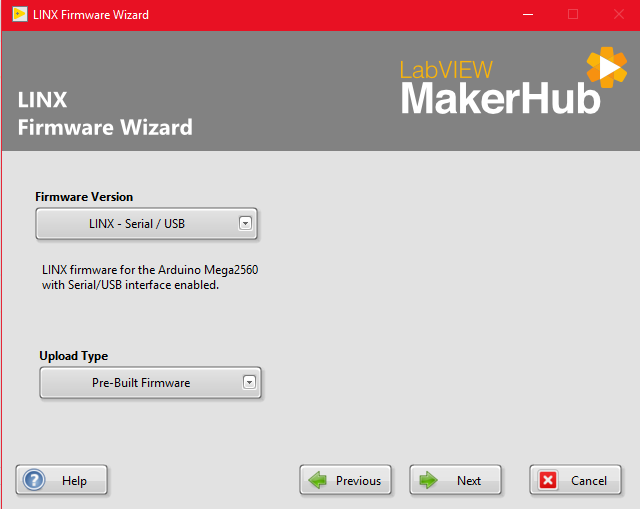 LINX Firmware Wizard
LabVIEW
MakerHub
LINX
Firmware Wizard
Firmware Version
LINX - Serial / USB
LINX firmware for the Arduino Mega2560
with Serial/USB interface enabled.
Upload Type
Pre-Built Firmware
? Help
Previous
Next
Cancel